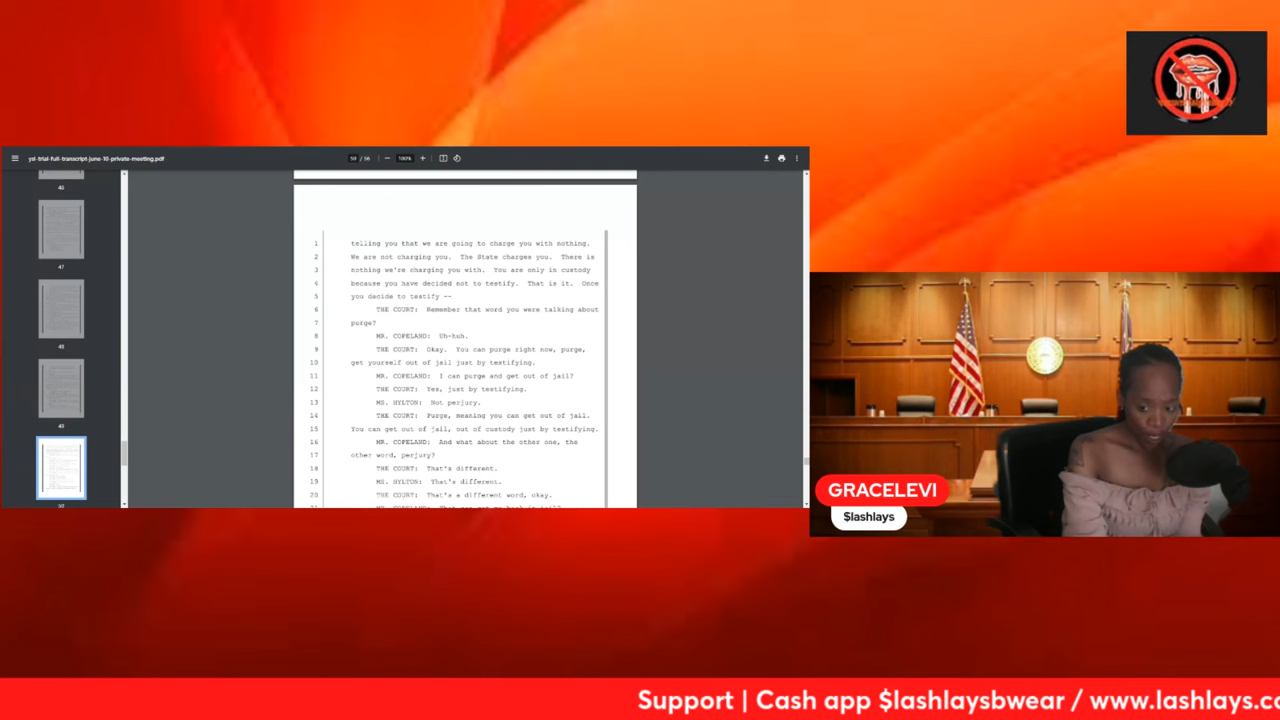 ysl-trial-full-transcript-june-10-private-meeting.pdf
50 / 56
100%
46
47
48
49
50
1 telling you that we are going to charge you with nothing.
2 We are not charging you. The State charges you. There is
3 nothing we're charging you with. You are only in custody
4 because you have decided not to testify. That is it. Once
5 you decide to testify --
6 THE COURT: Remember that word you were talking about
7 purge?
8 MR. COPELAND: Uh-huh.
9 THE COURT: Okay. You can purge right now, purge,
10 get yourself out of jail just by testifying.
11 MR. COPELAND: I can purge and get out of jail?
12 THE COURT: Yes, just by testifying.
13 MS. HYLTON: Not perjury.
14 THE COURT: Purge, meaning you can get out of jail.
15 You can get out of jail, out of custody just by testifying.
16 MR. COPELAND: And what about the other one, the
17 other word, perjury?
18 THE COURT: That's different.
19 MS. HYLTON: That's different.
20 THE COURT: That's a different word, okay.
GRACELEVI
$lashlays
Support | Cash app $lashlaysbwear / www.lashlays.co